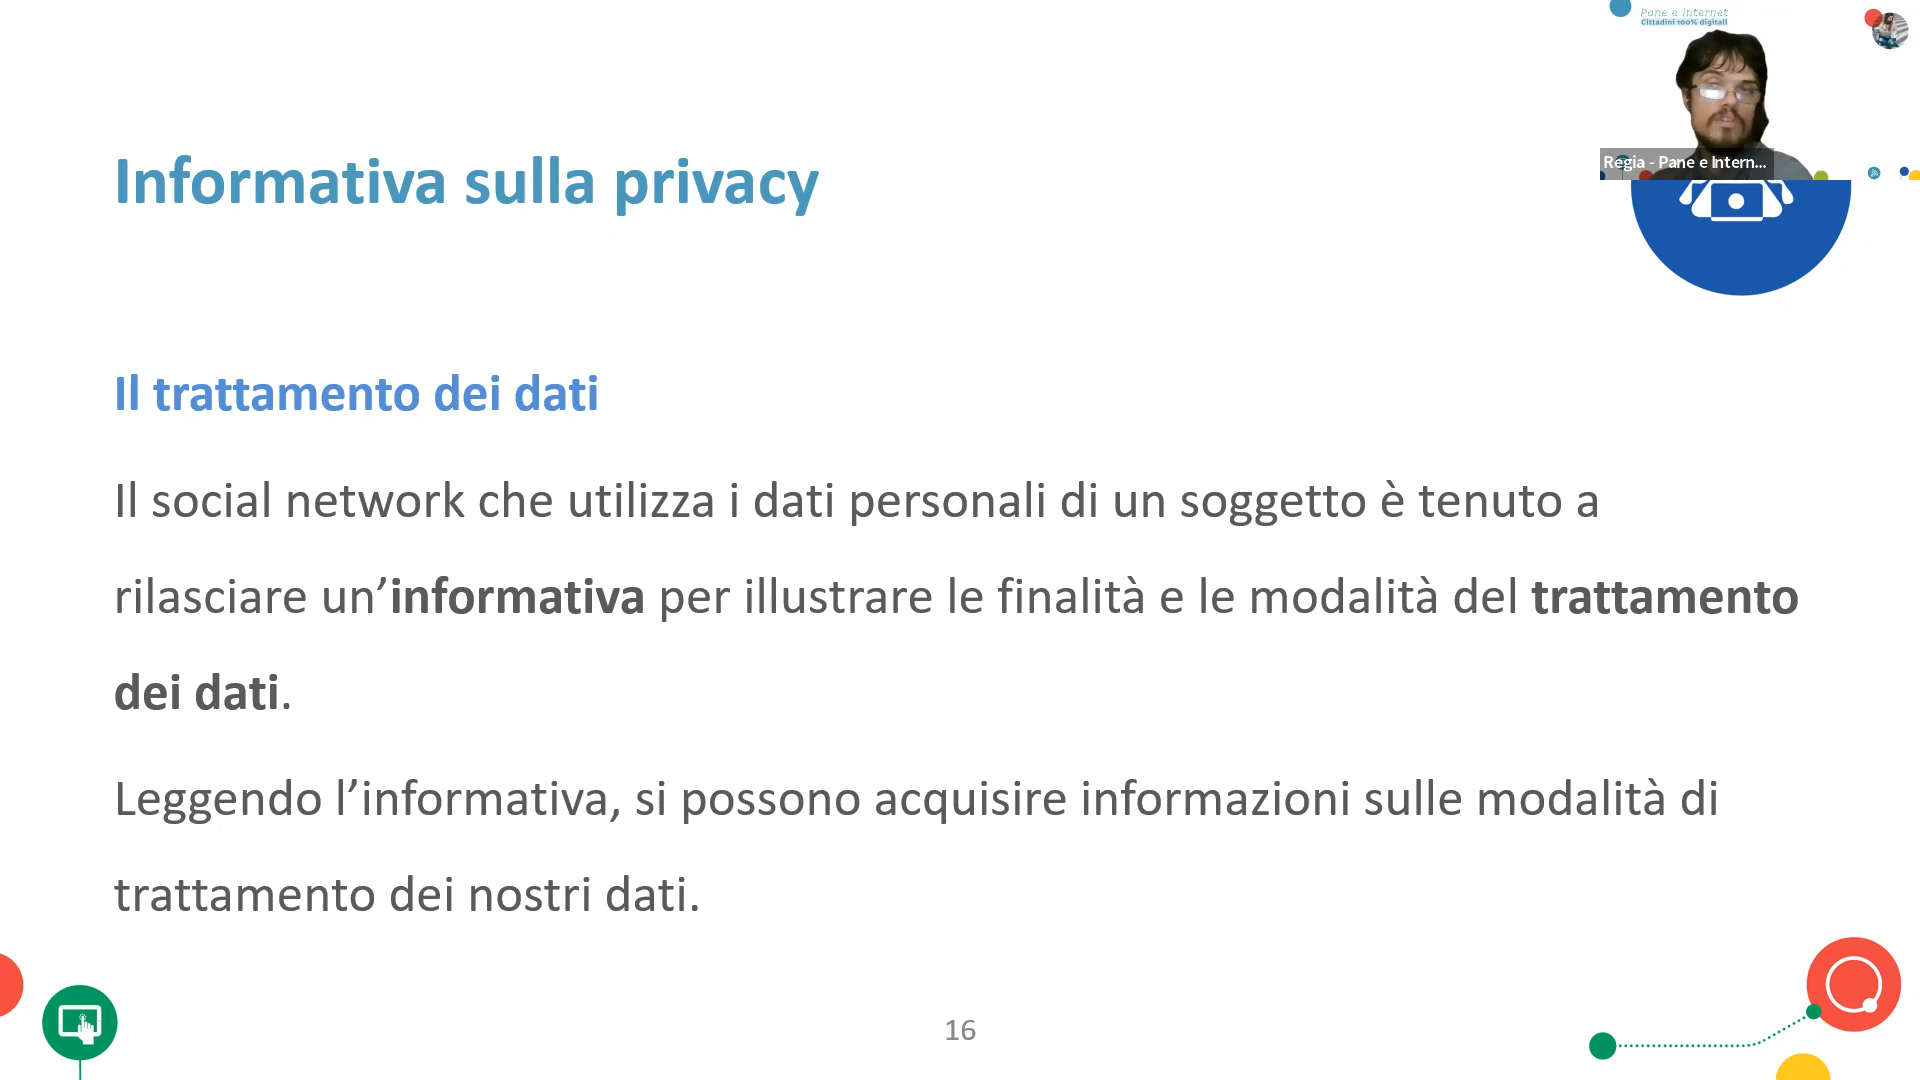 Pane e Internet
Cittadini 100% digitali
Regia - Pane e Intern...
Informativa sulla privacy
Il trattamento dei dati
Il social network che utilizza i dati personali di un soggetto è tenuto a
rilasciare un’informativa per illustrare le finalità e le modalità del trattamento
dei dati.
Leggendo l’informativa, si possono acquisire informazioni sulle modalità di
trattamento dei nostri dati.
16